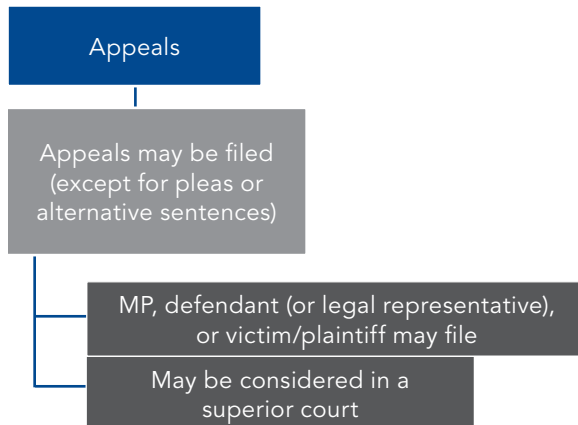 Appeals
Appeals may be filed
(except for pleas or
alternative sentences)
MP, defendant (or legal representative),
or victim/plaintiff may file
May be considered in a
superior court